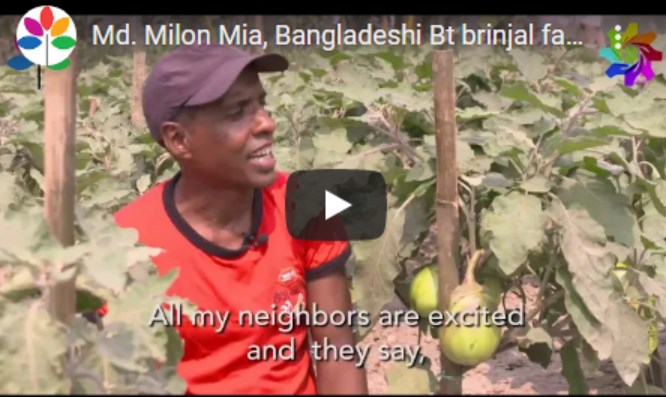 Md. Milon Mia, Bangladeshi Bt brinjal fa...
All my neighbors are excited
and they say,